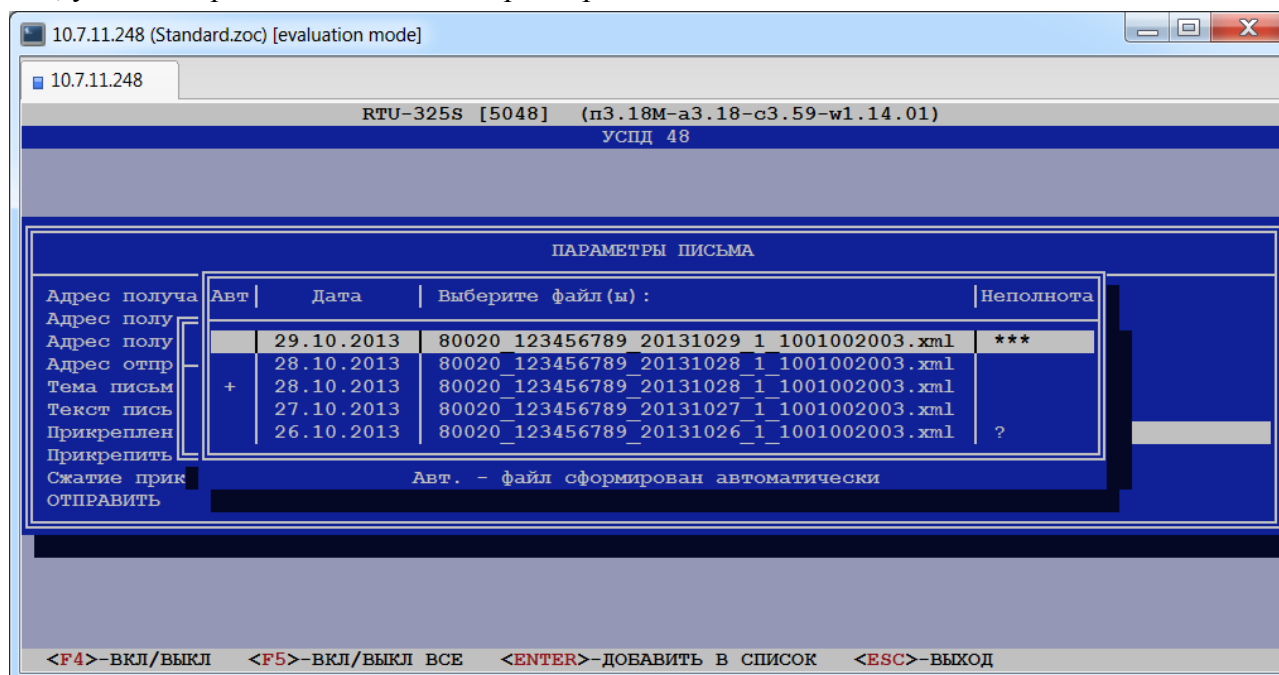 10.7.11.248 (Standard.zoc) [evaluation mode]
10.7.11.248
RTU-325S [5048] (п3.18М-а3.18-с3.59-w1.14.01)
УСПД 48
ПАРАМЕТРЫ ПИСЬМА
Адрес получа Авт Дата Выберите файл(ы): Неполнота
Адрес полу
Адрес полу 29.10.2013 80020_123456789_20131029_1_1001002003.xml ***
Адрес отпр 28.10.2013 80020_123456789_20131028_1_1001002003.xml
Тема письм + 28.10.2013 80020_123456789_20131028_1_1001002003.xml
Текст пись 27.10.2013 80020_123456789_20131027_1_1001002003.xml
Прикреплен 26.10.2013 80020_123456789_20131026_1_1001002003.xml ?
Прикрепить
Сжатие прик Авт. - файл сформирован автоматически
ОТПРАВИТЬ
<F4>-ВКЛ/ВЫКЛ <F5>-ВКЛ/ВЫКЛ ВСЕ <ENTER>-ДОБАВИТЬ В СПИСОК <ESC>-ВЫХОД